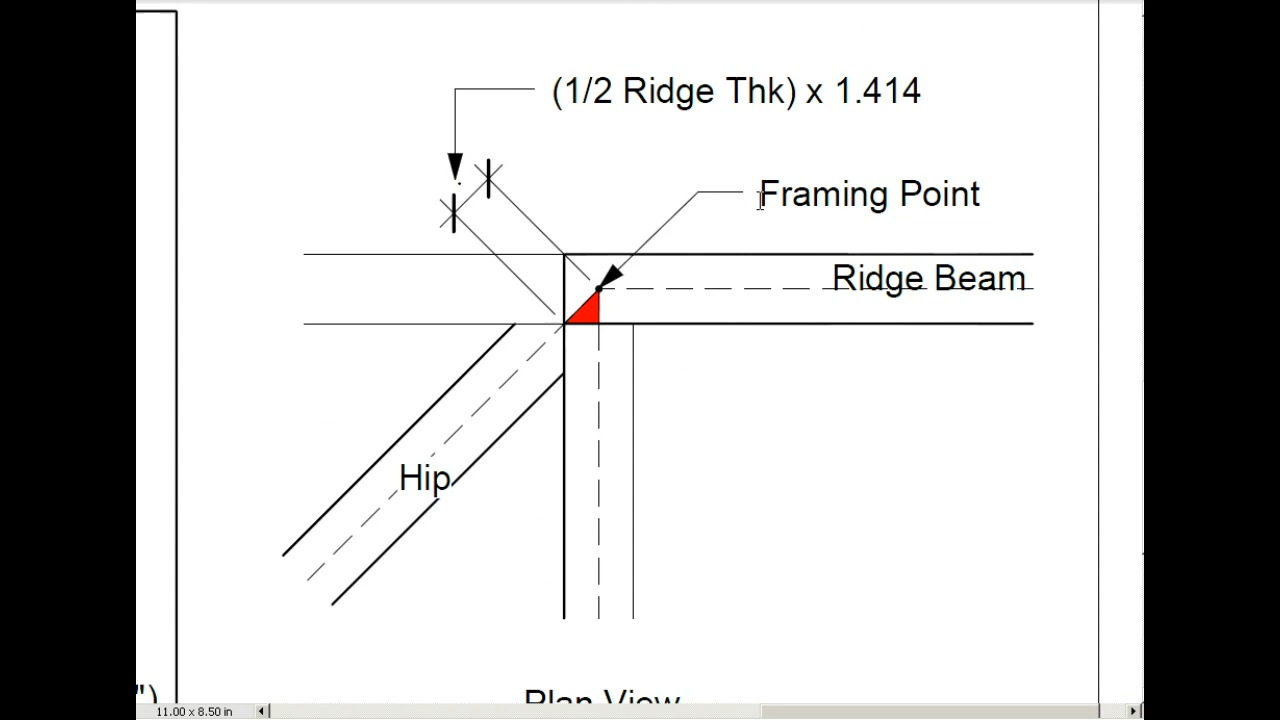 (1/2 Ridge Thk) x 1.414
Framing Point
Ridge Beam
Hip
Plan View
")
11.00 x 8.50 in